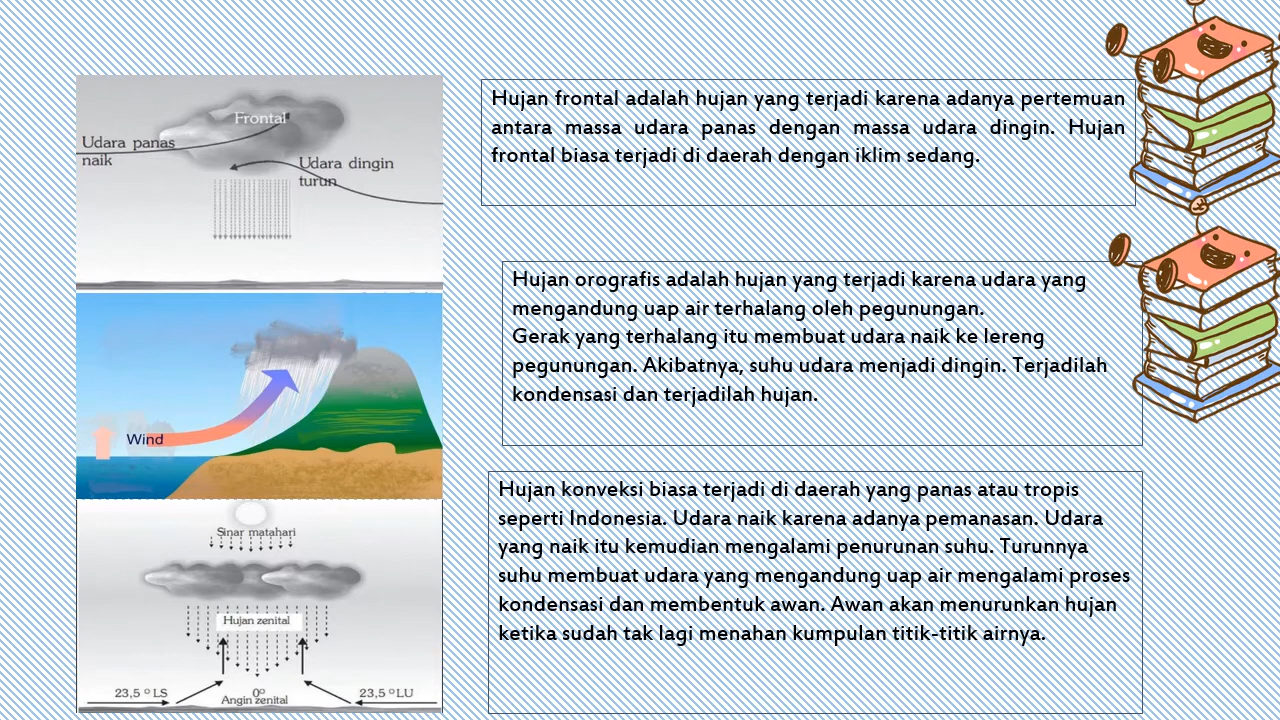 Frontal
Udara panas
naik
Udara dingin
turun
Hujan frontal adalah hujan yang terjadi karena adanya pertemuan
antara massa udara panas dengan massa udara dingin. Hujan
frontal biasa terjadi di daerah dengan iklim sedang.
Wind
Hujan orografis adalah hujan yang terjadi karena udara yang
mengandung uap air terhalang oleh pegunungan.
Gerak yang terhalang itu membuat udara naik ke lereng
pegunungan. Akibatnya, suhu udara menjadi dingin. Terjadilah
kondensasi dan terjadilah hujan.
Sinar matahari
Hujan zenital
23,5 ° LS
0°
23,5 ° LU
Angin zenital
Hujan konveksi biasa terjadi di daerah yang panas atau tropis
seperti Indonesia. Udara naik karena adanya pemanasan. Udara
yang naik itu kemudian mengalami penurunan suhu. Turunnya
suhu membuat udara yang mengandung uap air mengalami proses
kondensasi dan membentuk awan. Awan akan menurunkan hujan
ketika sudah tak lagi menahan kumpulan titik-titik airnya.